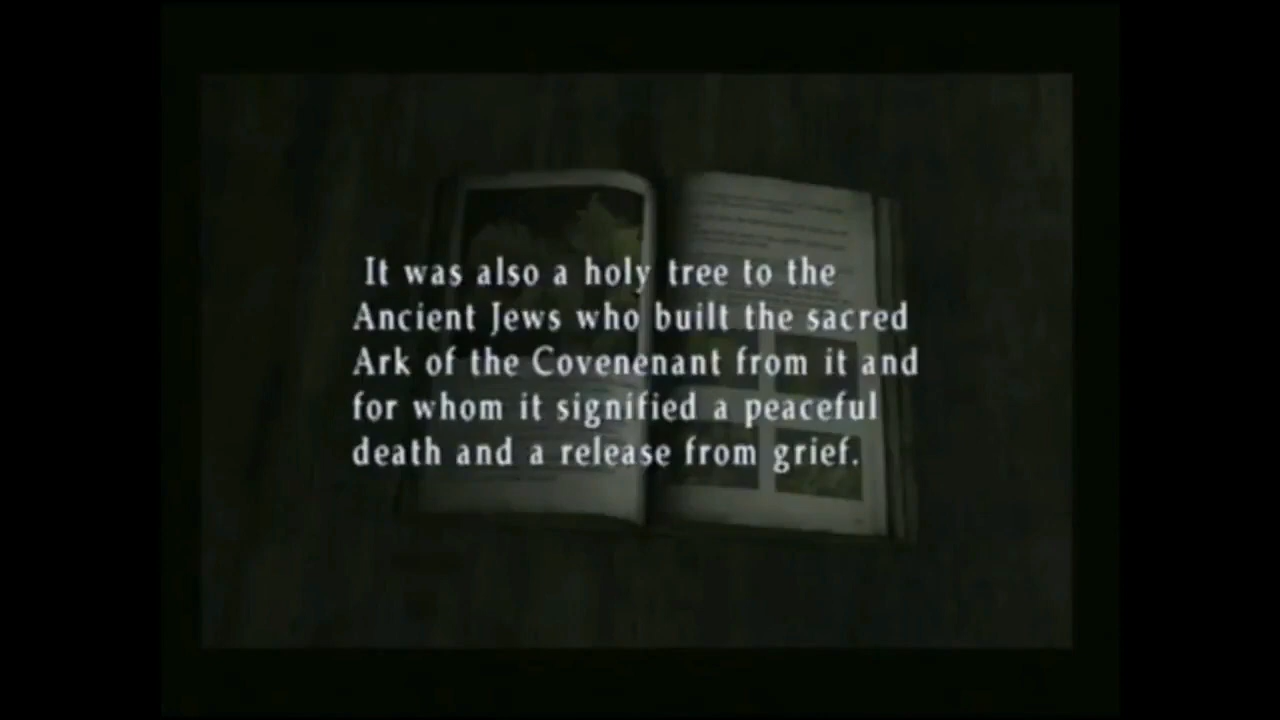 It was also a holy tree to the
Ancient Jews who built the sacred
Ark of the Covenenant from it and
for whom it signified a peaceful
death and a release from grief.